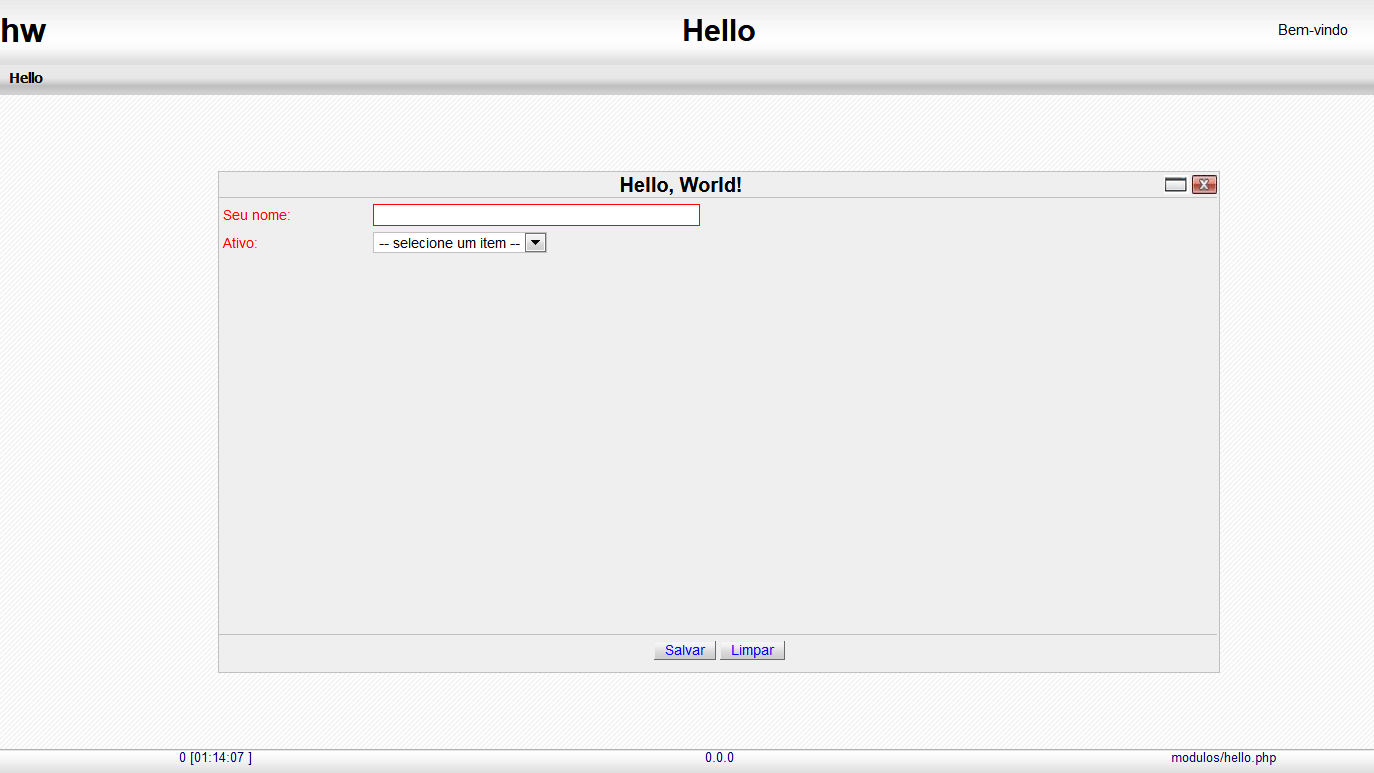 hw
Hello
Bem-vindo
Hello
Hello, World!
Seu nome:
Ativo:
-- selecione um item --
Salvar
Limpar
0 [01:14:07 ]
0.0.0
modulos/hello.php